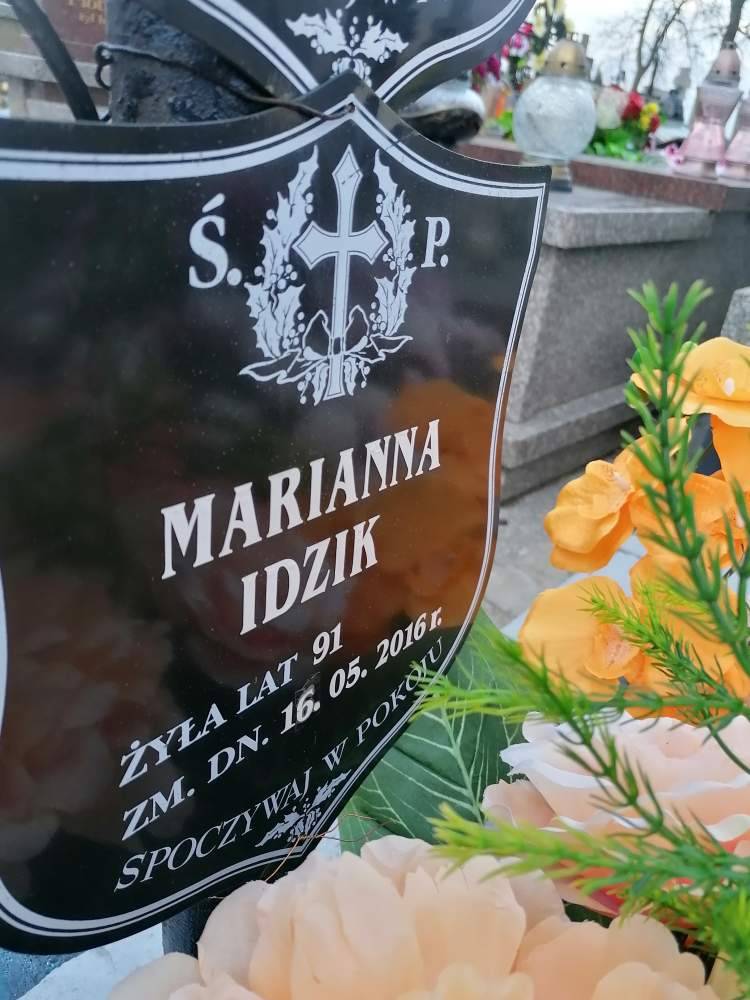 Ś. P.
MARIANNA
IDZIK
ŻYŁA LAT 91
ZM. DN. 16. 05. 2016 r.
SPOCZYWAJ W POKOJU